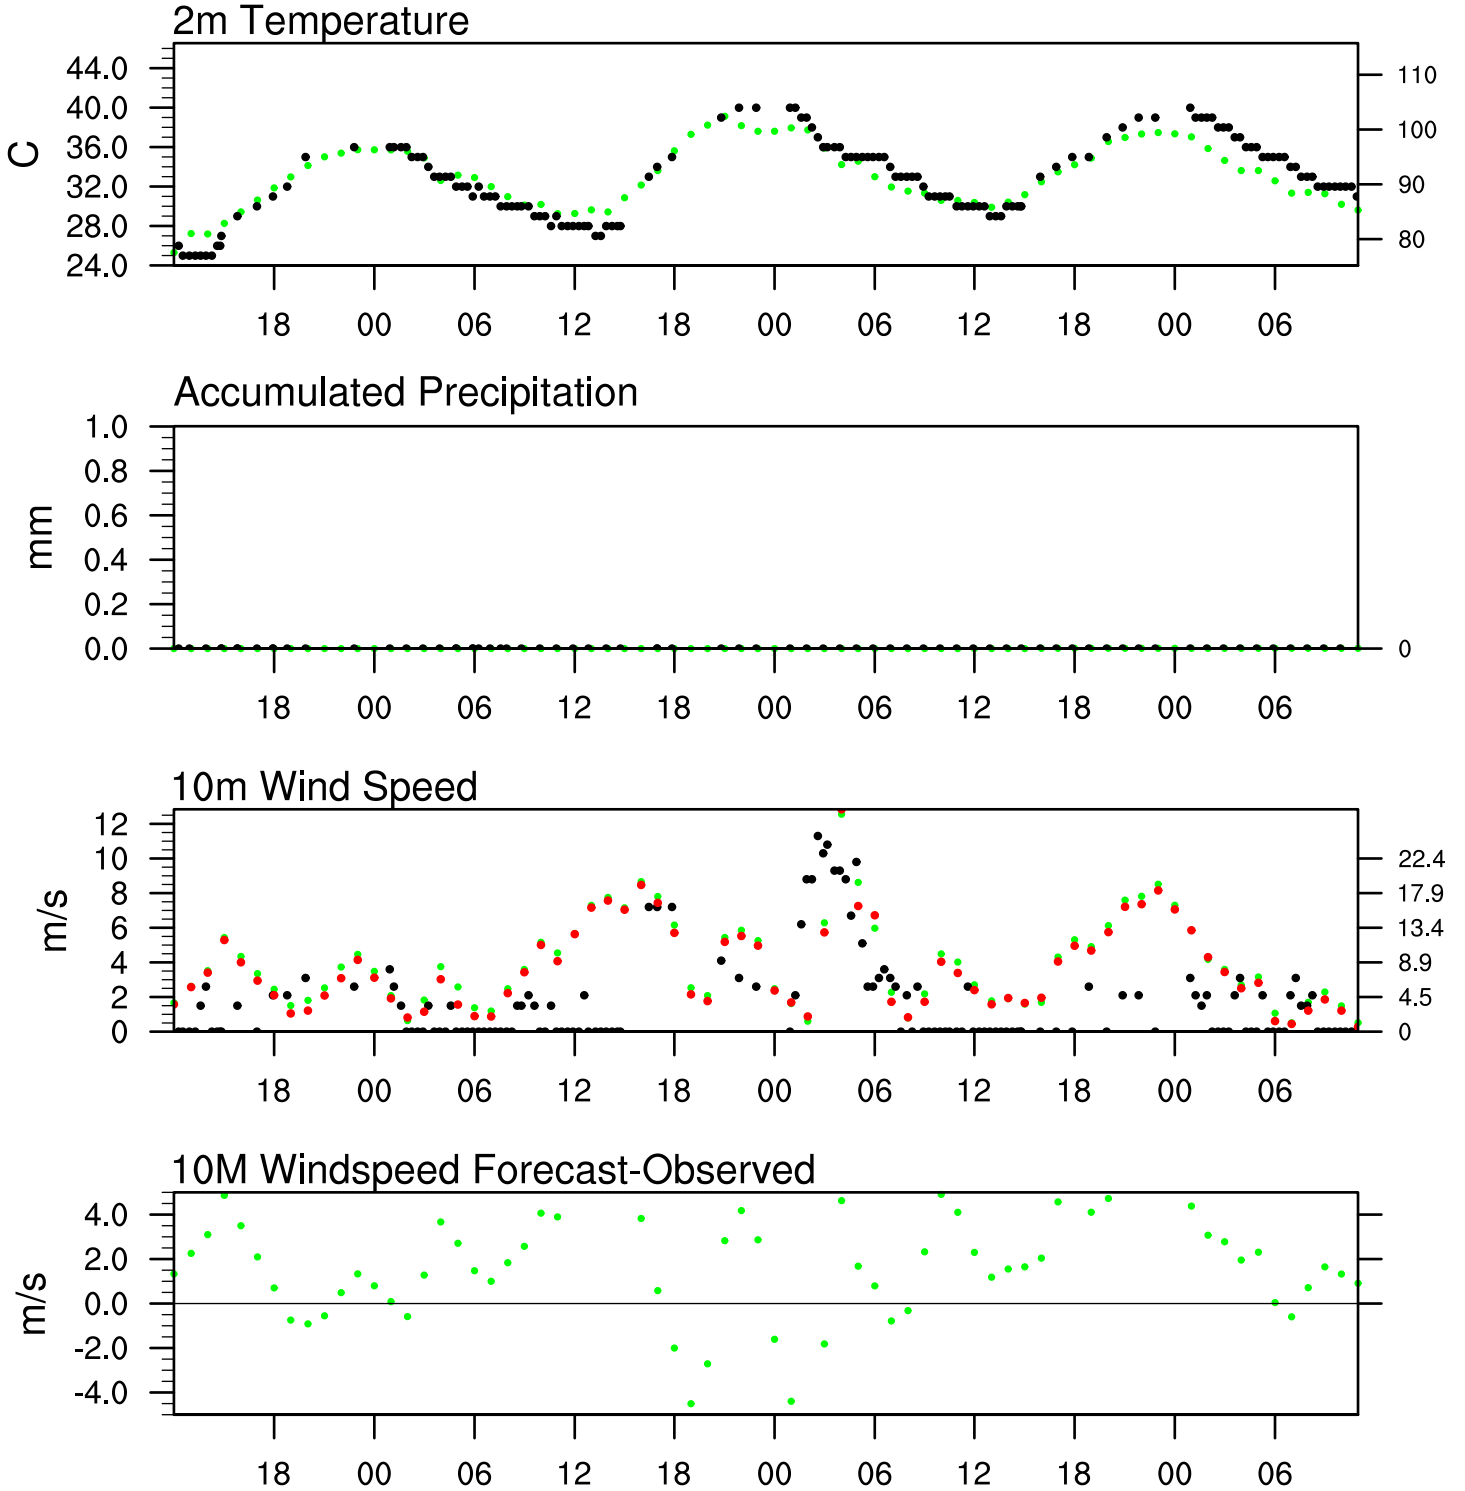 2m Temperature
44.0
40.0
36.0
32.0
28.0
24.0
C
110
100
90
80
18 00 06 12 18 00 06 12 18 00 06
Accumulated Precipitation
1.0
0.8
0.6
0.4
0.2
0.0
mm
0
18 00 06 12 18 00 06 12 18 00 06
10m Wind Speed
12
10
8
6
4
2
0
m/s
22.4
17.9
13.4
8.9
4.5
0
18 00 06 12 18 00 06 12 18 00 06
10M Windspeed Forecast-Observed
4.0
2.0
0.0
-2.0
-4.0
m/s
18 00 06 12 18 00 06 12 18 00 06